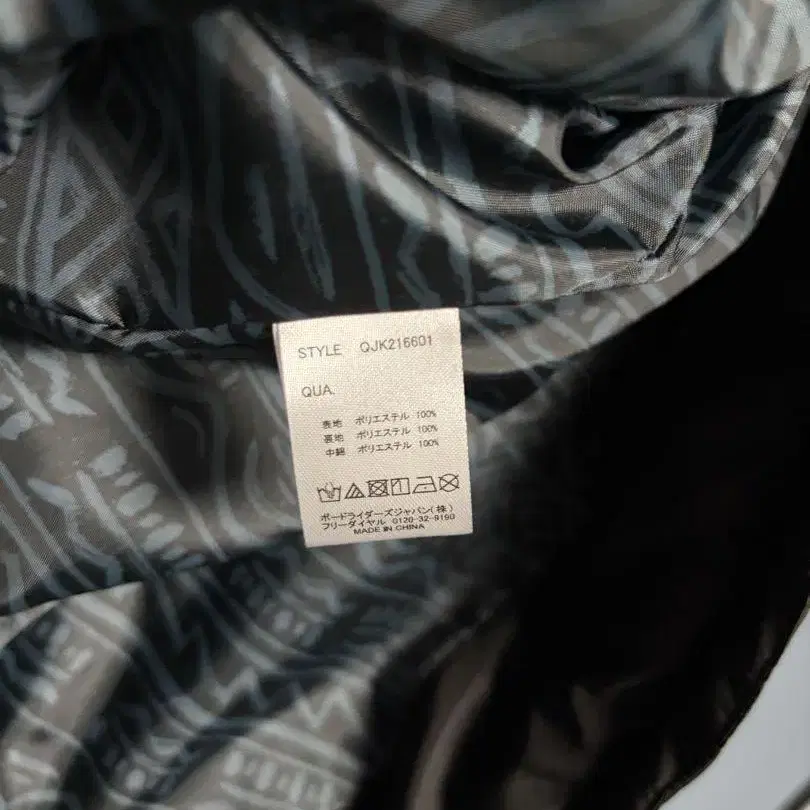 STYLE QJK216601
QUA.
表地 ポリエステル 100%
裏地 ポリエステル 100%
中綿 ポリエステル 100%
ボードライダーズジャパン(株)
フリーダイヤル 0120-32-9190
MADE IN CHINA